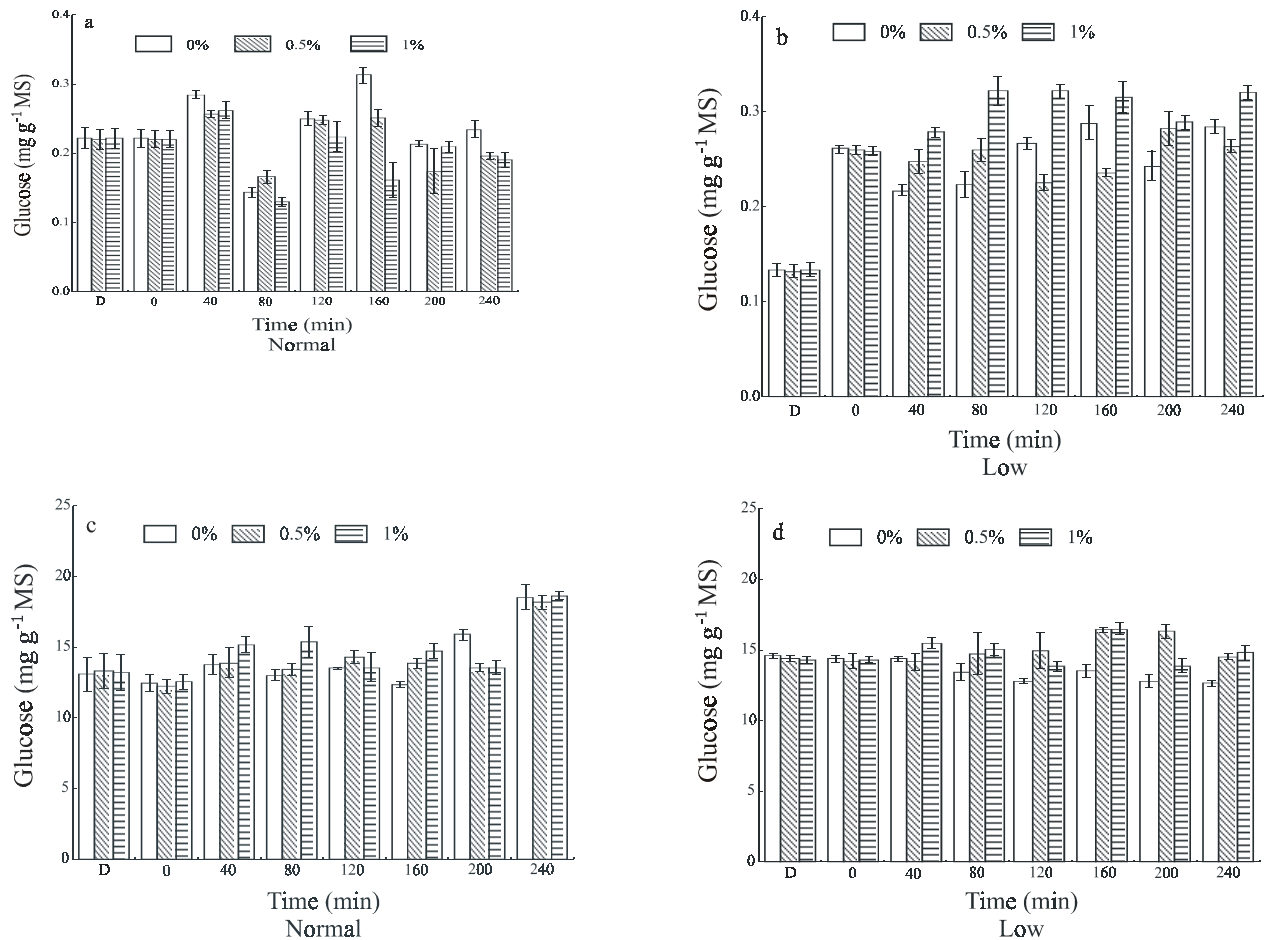 a
0% 0.5% 1%
0.4
0.3
0.2
0.1
0.0
Glucose (mg g⁻¹ MS)
D 0 40 80 120 160 200 240
Time (min)
Normal
b
0% 0.5% 1%
0.4
0.3
0.2
0.1
0.0
Glucose (mg g⁻¹ MS)
D 0 40 80 120 160 200 240
Time (min)
Low
c
0% 0.5% 1%
25
20
15
10
5
0
Glucose (mg g⁻¹ MS)
D 0 40 80 120 160 200 240
Time (min)
Normal
d
0% 0.5% 1%
25
20
15
10
5
0
Glucose (mg g⁻¹ MS)
D 0 40 80 120 160 200 240
Time (min)
Low